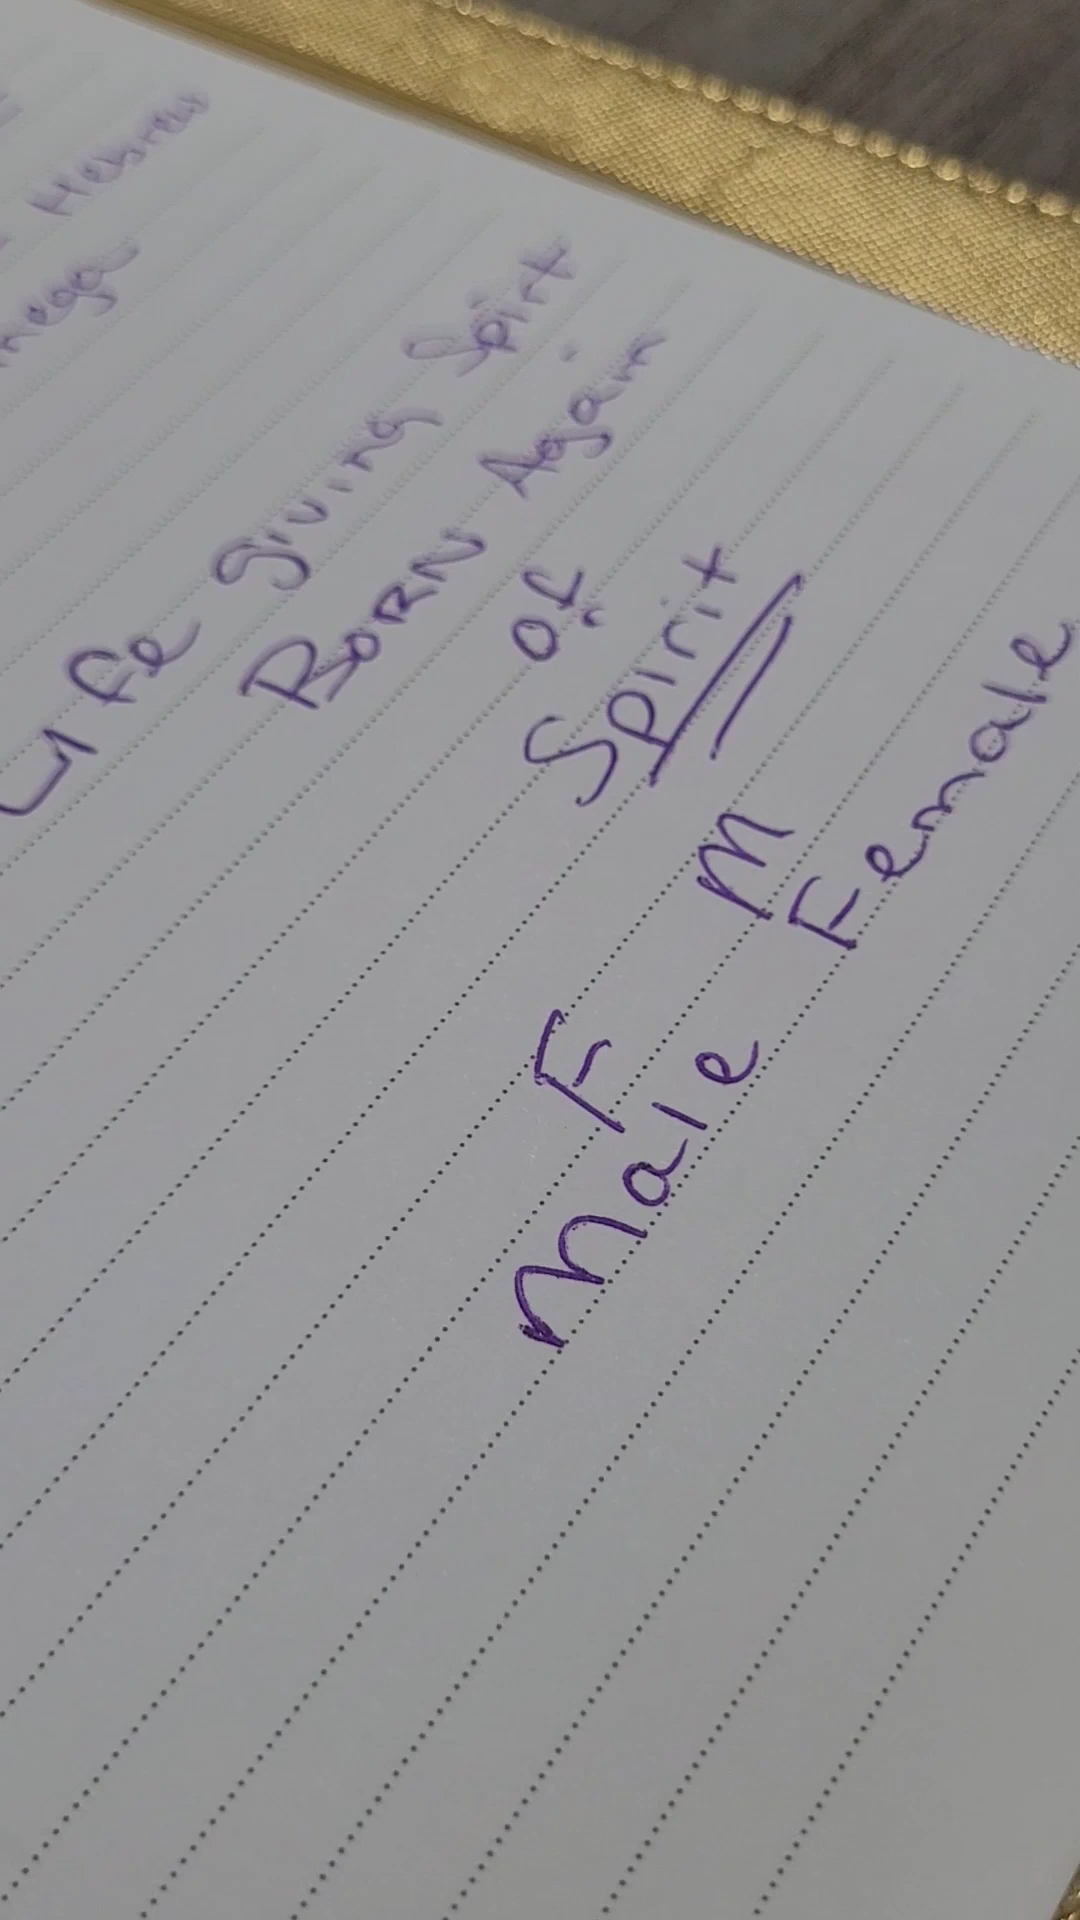 Hebrew
Life giving Spirt
BORN Again
of
Spirit
F M
Male Female